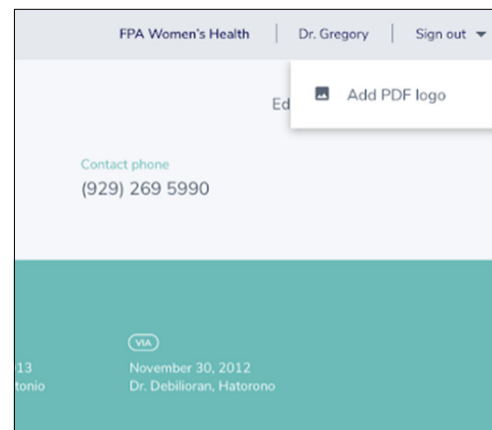 FPA Women's Health | Dr. Gregory | Sign out
Add PDF logo
Ed
Contact phone
(929) 269 5990
VIA
13
November 30, 2012
tonio
Dr. Debilioran, Hatorono